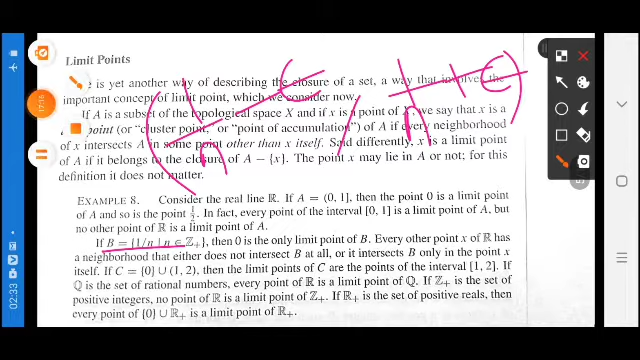 Limit Points
is yet another way of describing the closure of a set, a way that involves the
important concept of limit point, which we consider now.
If A is a subset of the topological space X and if x is a point of X, we say that x is a
point (or "cluster point," or "point of accumulation") of A if every neighborhood
of x intersects A in some point other than x itself. Said differently, x is a limit point
of A if it belongs to the closure of A − {x}. The point x may lie in A or not; for this
definition it does not matter.
EXAMPLE 8. Consider the real line ℝ. If A = (0, 1], then the point 0 is a limit point
of A and so is the point ½. In fact, every point of the interval [0, 1] is a limit point of A, but
no other point of ℝ is a limit point of A.
If B = {1/n | n ∈ ℤ₊}, then 0 is the only limit point of B. Every other point x of ℝ has
a neighborhood that either does not intersect B at all, or it intersects B only in the point x
itself. If C = {0} ∪ (1, 2), then the limit points of C are the points of the interval [1, 2]. If
ℚ is the set of rational numbers, every point of ℝ is a limit point of ℚ. If ℤ₊ is the set of
positive integers, no point of ℝ is a limit point of ℤ₊. If ℝ₊ is the set of positive reals, then
every point of {0} ∪ ℝ₊ is a limit point of ℝ₊.
(1/n − ϵ, 1/n + ϵ)
17:15
02:33